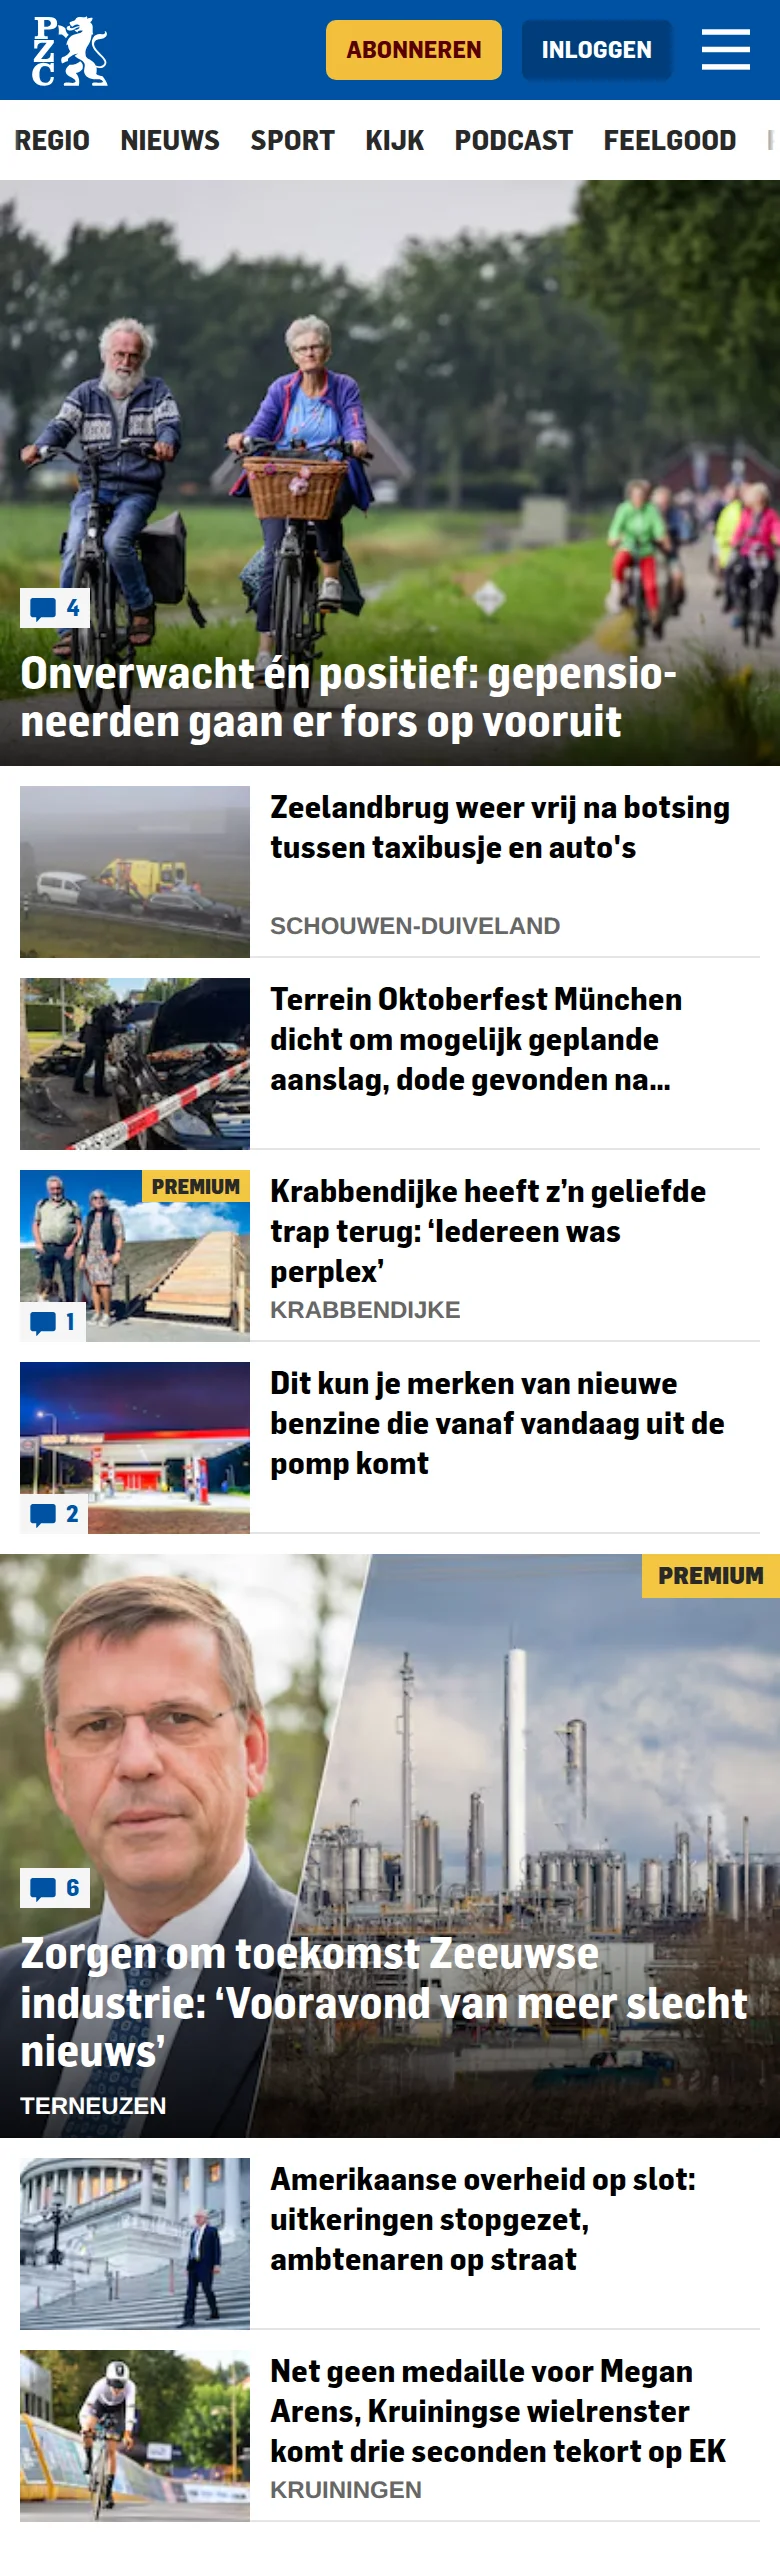 PZC
ABONNEREN
INLOGGEN
REGIO NIEUWS SPORT KIJK PODCAST FEELGOOD
4
Onverwacht én positief: gepensio-
neerden gaan er fors op vooruit
Zeelandbrug weer vrij na botsing
tussen taxibusje en auto's
SCHOUWEN-DUIVELAND
Terrein Oktoberfest München
dicht om mogelijk geplande
aanslag, dode gevonden na...
PREMIUM
1
Krabbendijke heeft z’n geliefde
trap terug: ‘Iedereen was
perplex’
KRABBENDIJKE
2
Dit kun je merken van nieuwe
benzine die vanaf vandaag uit de
pomp komt
PREMIUM
6
Zorgen om toekomst Zeeuwse
industrie: ‘Vooravond van meer slecht
nieuws’
TERNEUZEN
Amerikaanse overheid op slot:
uitkeringen stopgezet,
ambtenaren op straat
Net geen medaille voor Megan
Arens, Kruiningse wielrenster
komt drie seconden tekort op EK
KRUININGEN